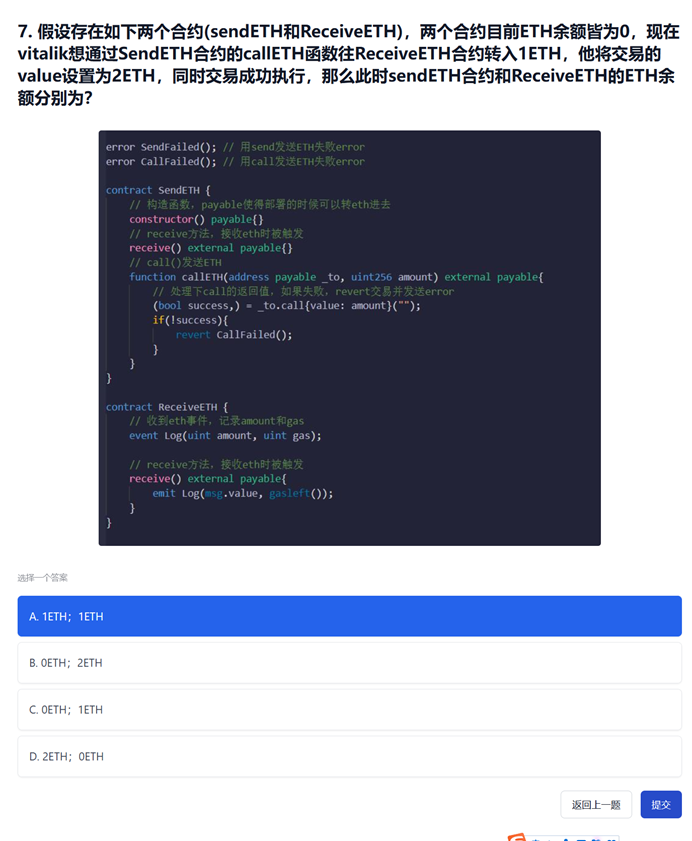 7. 假设存在如下两个合约(sendETH和ReceiveETH)，两个合约目前ETH余额皆为0，现在
vitalik想通过SendETH合约的callETH函数往ReceiveETH合约转入1ETH，他将交易的
value设置为2ETH，同时交易成功执行，那么此时sendETH合约和ReceiveETH的ETH余
额分别为？
error SendFailed(); // 用send发送ETH失败error
error CallFailed(); // 用call发送ETH失败error
contract SendETH {
// 构造函数，payable使得部署的时候可以转eth进去
constructor() payable{}
// receive方法，接收eth时被触发
receive() external payable{}
// call()发送ETH
function callETH(address payable _to, uint256 amount) external payable{
// 处理下call的返回值，如果失败，revert交易并发送error
(bool success,) = _to.call{value: amount}("");
if(!success){
revert CallFailed();
}
}
}
contract ReceiveETH {
// 收到eth事件，记录amount和gas
event Log(uint amount, uint gas);
// receive方法，接收eth时被触发
receive() external payable{
emit Log(msg.value, gasleft());
}
}
选择一个答案
A. 1ETH；1ETH
B. 0ETH；2ETH
C. 0ETH；1ETH
D. 2ETH；0ETH
返回上一题
提交